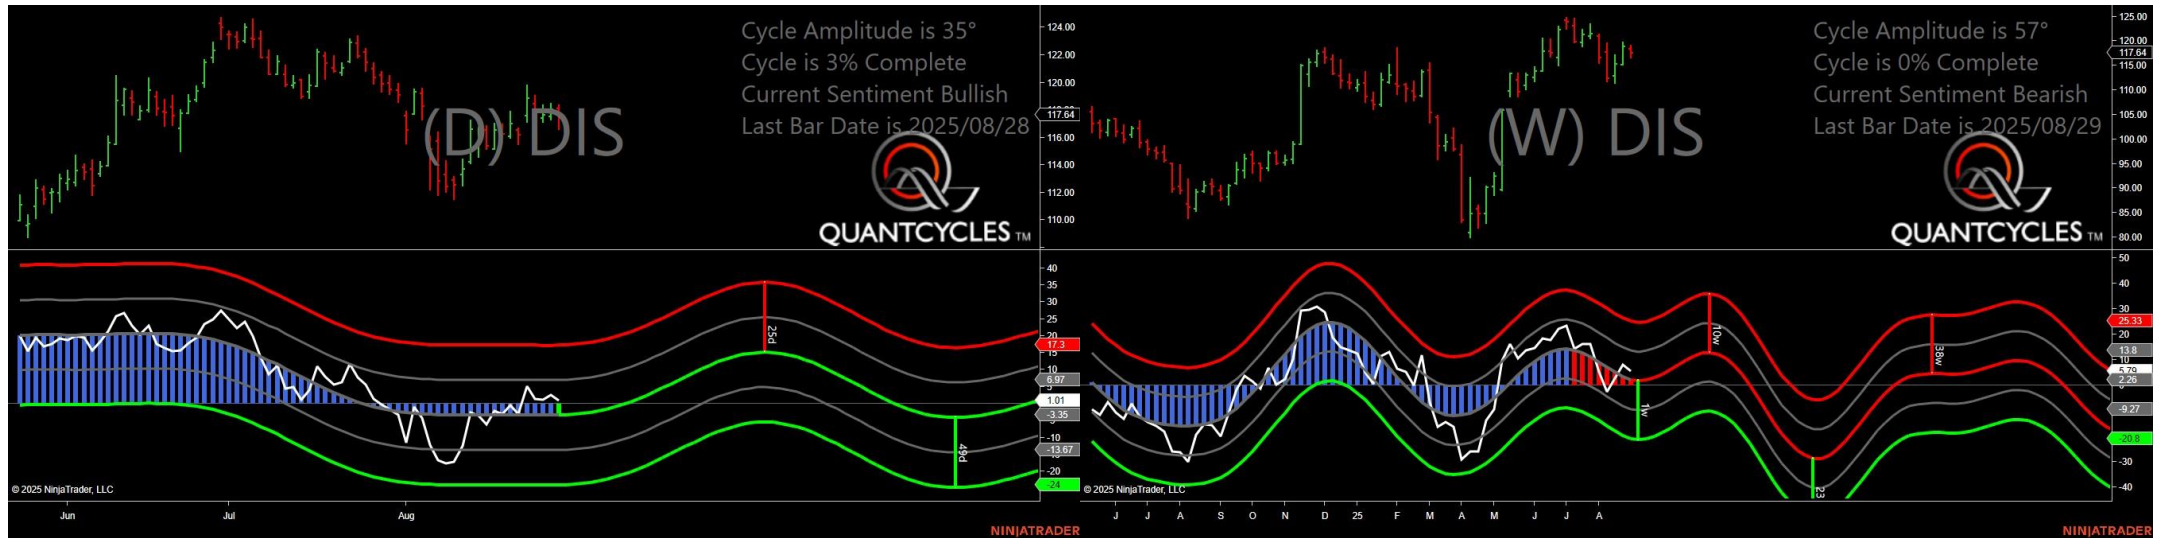 Cycle Amplitude is 35°
Cycle is 3% Complete
Current Sentiment Bullish
Last Bar Date is 2025/08/28
(D) DIS
QUANTCYCLES TM
124.00
122.00
120.00
117.64
116.00
114.00
112.00
110.00
40
35
30
25
20
17.3
15
10
6.97
1.01
-3.35
-10
-13.67
-20
-24
25d
49d
© 2025 NinjaTrader, LLC
Jun
Jul
Aug
NINJATRADER
Cycle Amplitude is 57°
Cycle is 0% Complete
Current Sentiment Bearish
Last Bar Date is 2025/08/29
(W) DIS
QUANTCYCLES TM
125.00
120.00
117.64
115.00
110.00
105.00
100.00
95.00
90.00
85.00
80.00
50
40
30
25.33
20
13.8
10
5.79
2.26
-9.27
-20.8
-30
-40
10w
38w
1w
23
© 2025 NinjaTrader, LLC
J
J
A
S
O
N
D
25
F
M
A
M
J
J
A
NINJATRADER